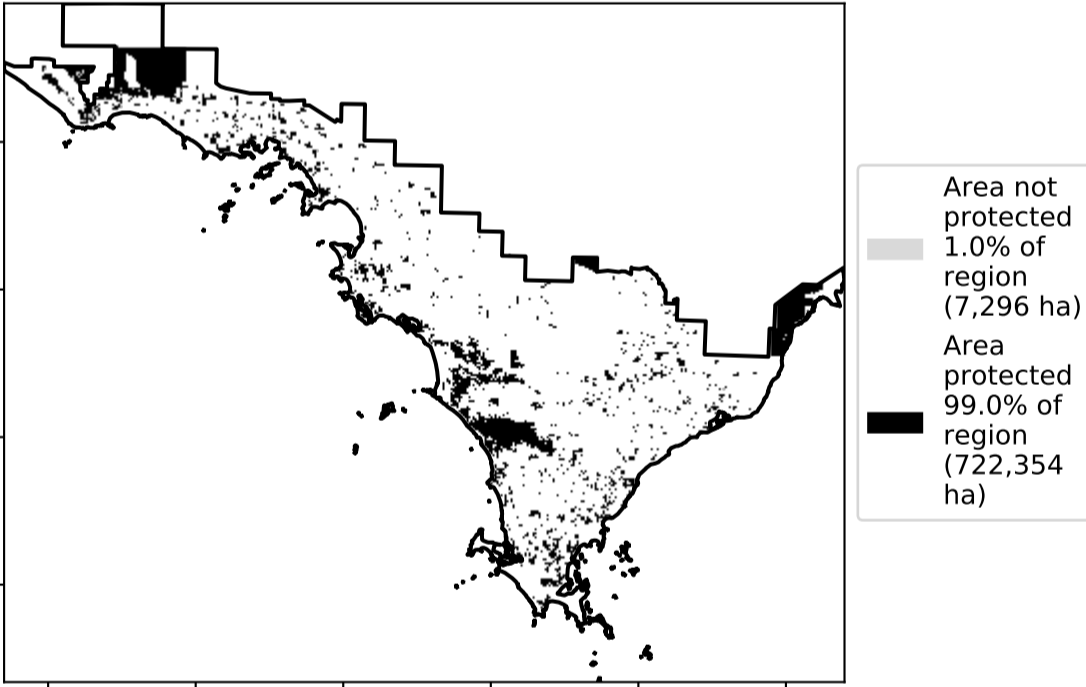 Area not
protected
1.0% of
region
(7,296 ha)
Area
protected
99.0% of
region
(722,354
ha)